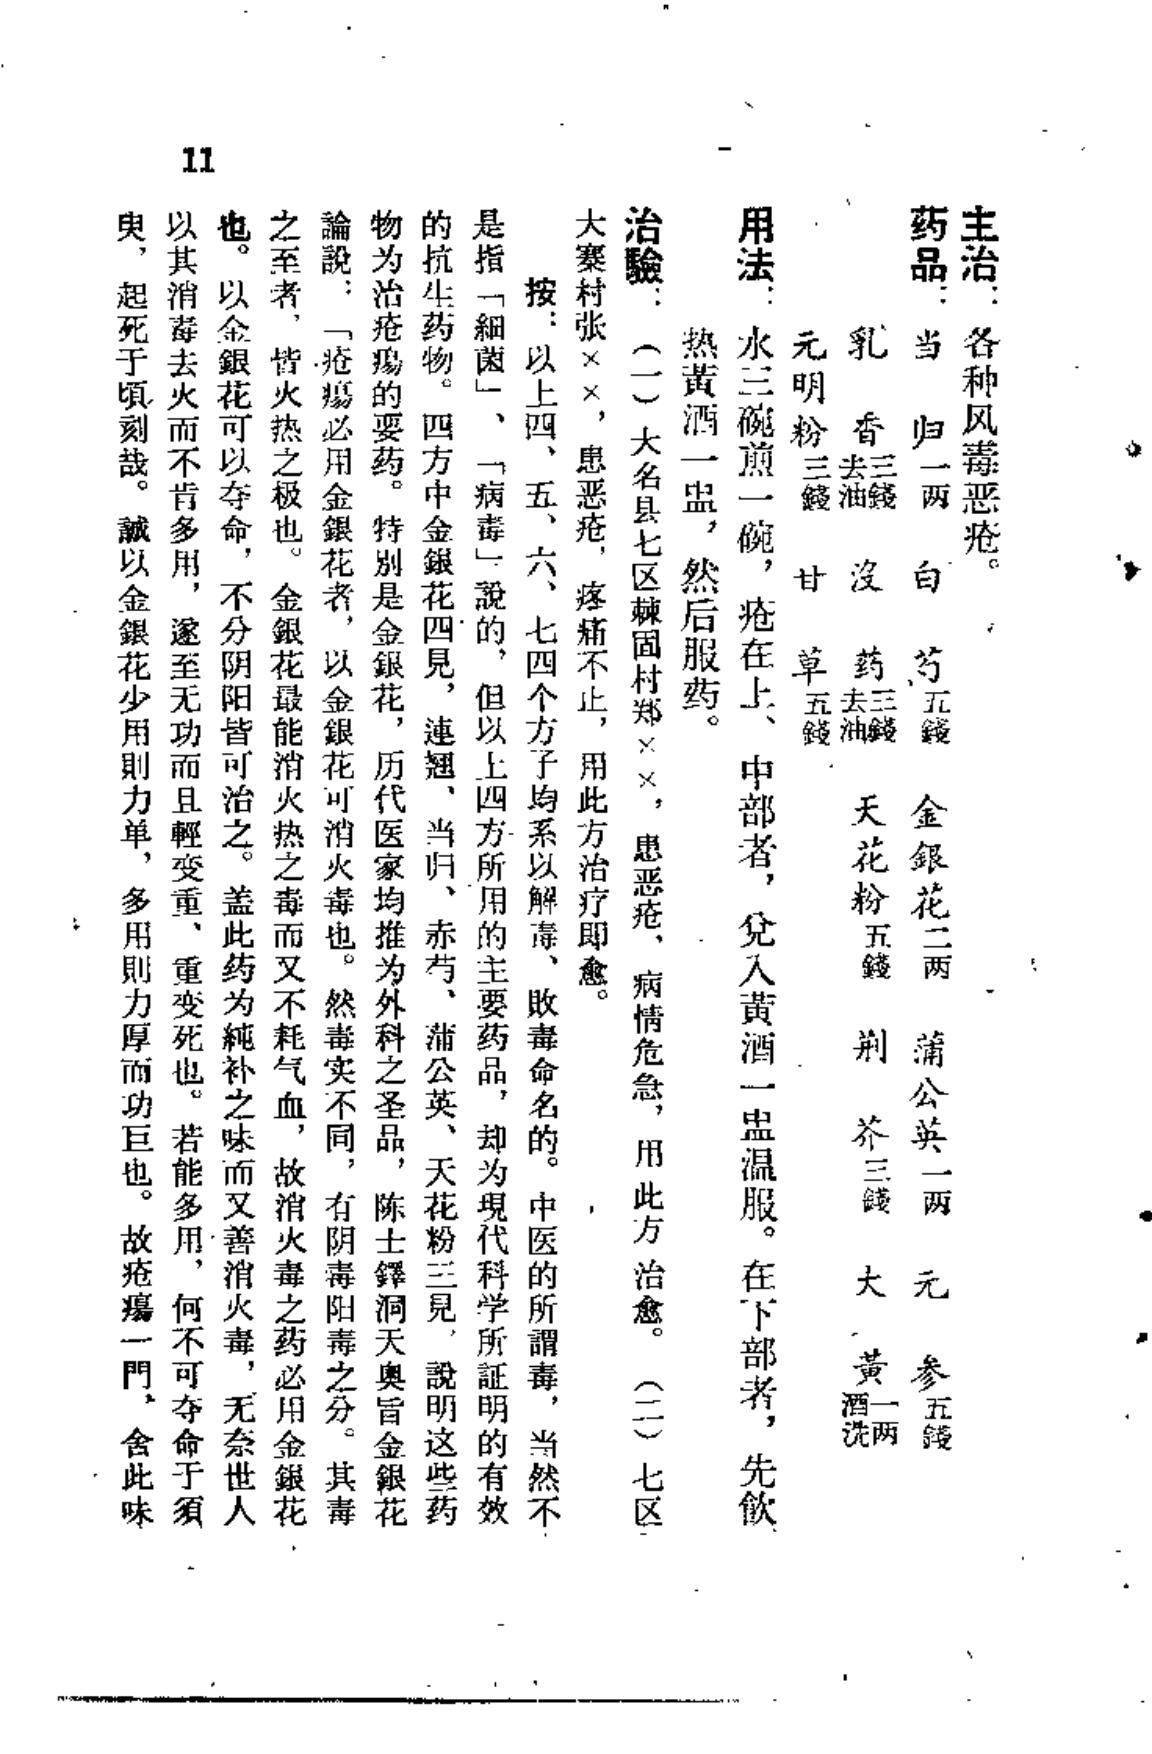 主治：各种风毒恶疮。
药品：当归一两　白芍五錢　金銀花二两　蒲公英一两　元参五錢
乳香三錢去油　沒药三錢去油　天花粉五錢　荆芥三錢　大黃一两酒洗
元明粉三錢　甘草五錢
用法：水三碗煎一碗，疮在上、中部者，兌入黃酒一盅温服。在下部者，先飲
热黃酒一盅，然后服药。
治驗：（一）大名县七区棘固村郑××，患恶疮、病情危急，用此方治愈。（二）七区
大寨村张××，患恶疮，疼痛不止，用此方治疗即愈。
按：以上四、五、六、七四个方子均系以解毒、敗毒命名的。中医的所謂毒，当然不
是指「細菌」、「病毒」說的，但以上四方所用的主要药品，却为現代科学所証明的有效
的抗生药物。四方中金銀花四見，連翘、当归、赤芍、蒲公英、天花粉三見，說明这些药
物为治疮瘍的要药。特別是金銀花，历代医家均推为外科之圣品，陈士鐸洞天奥旨金銀花
論說：「疮瘍必用金銀花者，以金銀花可消火毒也。然毒实不同，有阴毒阳毒之分。其毒
之至者，皆火热之极也。金銀花最能消火热之毒而又不耗气血，故消火毒之药必用金銀花
也。以金銀花可以夺命，不分阴阳皆可治之。盖此药为純补之味而又善消火毒，无奈世人
以其消毒去火而不肯多用，遂至无功而且輕变重、重变死也。若能多用，何不可夺命于須
臾，起死于頃刻哉。誠以金銀花少用則力单，多用則力厚而功巨也。故疮瘍一門，舍此味
11